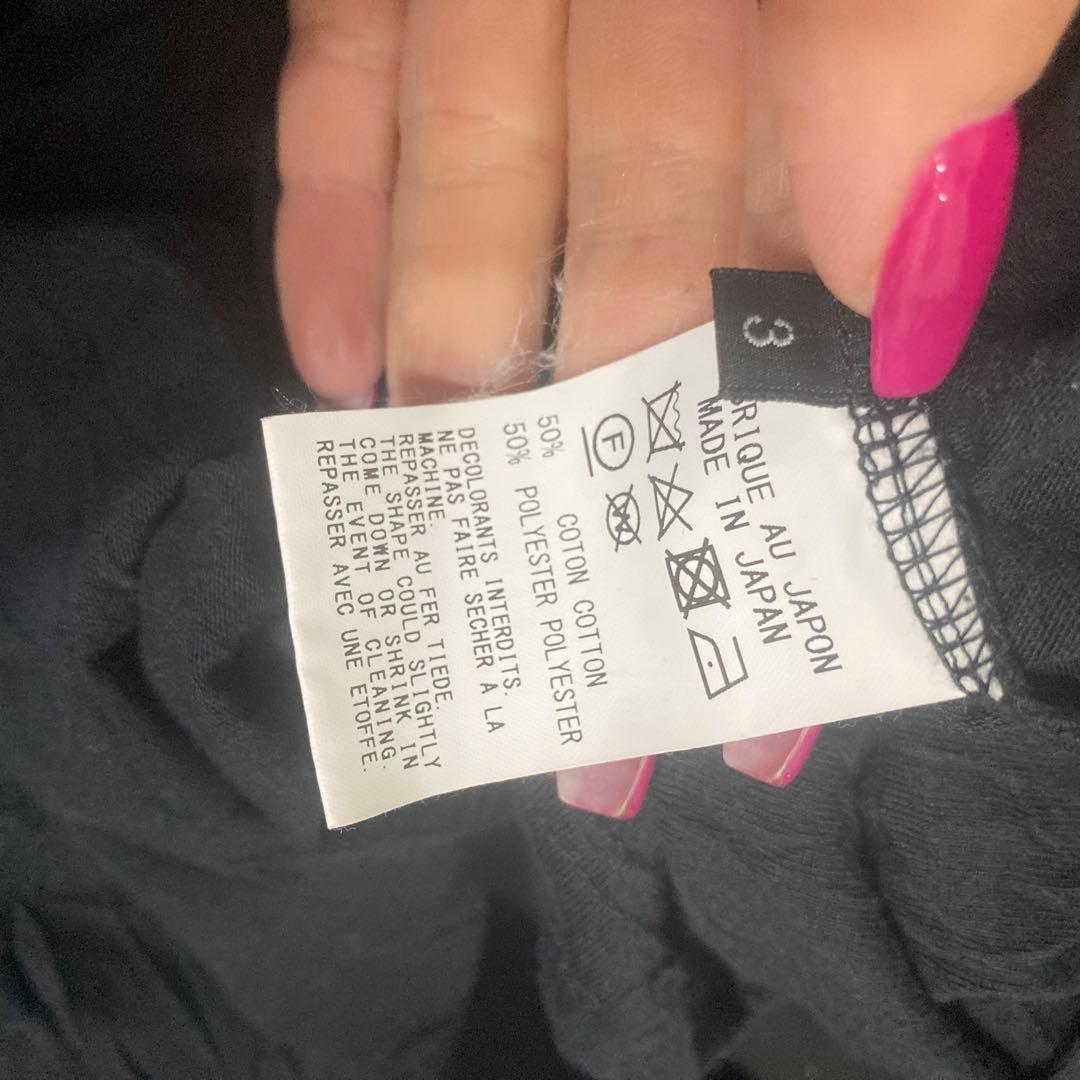 3
BRIQUE AU JAPON
MADE IN JAPAN
F
50% COTON COTTON
50% POLYESTER POLYESTER
DECOLORANTS INTERDITS.
NE PAS FAIRE SECHER A LA
MACHINE.
REPASSER AU FER TIEDE.
THE SHAPE COULD SLIGHTLY
COME DOWN OR SHRINK IN
THE EVENT OF CLEANING.
REPASSER AVEC UNE ETOFFE.